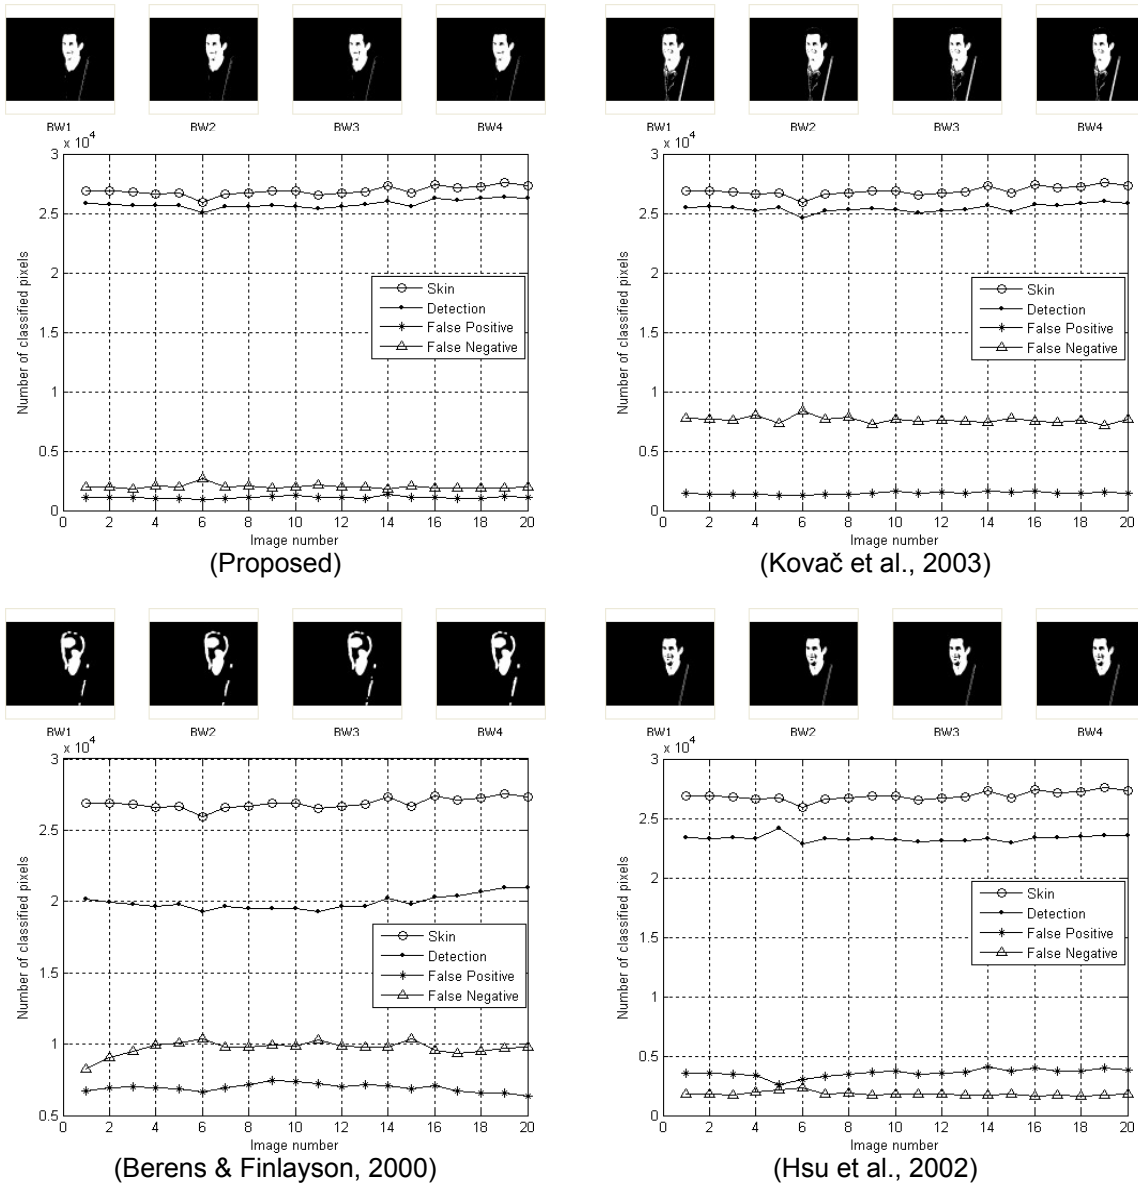 BW1 BW2 BW3 BW4
x 10^4
3
2.5
2
1.5
1
0.5
0
Number of classified pixels
Skin
Detection
False Positive
False Negative
0 2 4 6 8 10 12 14 16 18 20
Image number
(Proposed)
BW1 BW2 BW3 BW4
x 10^4
3
2.5
2
1.5
1
0.5
0
Number of classified pixels
Skin
Detection
False Positive
False Negative
0 2 4 6 8 10 12 14 16 18 20
Image number
(Kovač et al., 2003)
BW1 BW2 BW3 BW4
x 10^4
3
2.5
2
1.5
1
0.5
Number of classified pixels
Skin
Detection
False Positive
False Negative
0 2 4 6 8 10 12 14 16 18 20
Image number
(Berens & Finlayson, 2000)
BW1 BW2 BW3 BW4
x 10^4
3
2.5
2
1.5
1
0.5
0
Number of classified pixels
Skin
Detection
False Positive
False Negative
0 2 4 6 8 10 12 14 16 18 20
Image number
(Hsu et al., 2002)